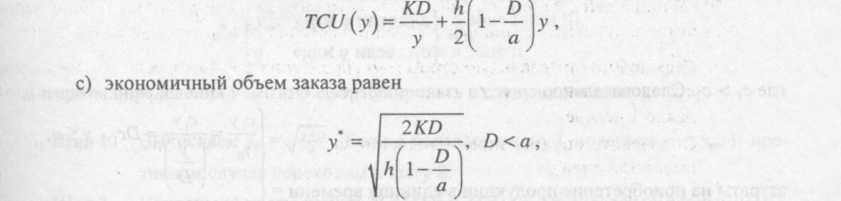 TCU(y) = KD/y + h/2 (1 − D/a) y ,
c) экономичный объем заказа равен
y* = √(2KD / (h(1 − D/a))), D < a ,